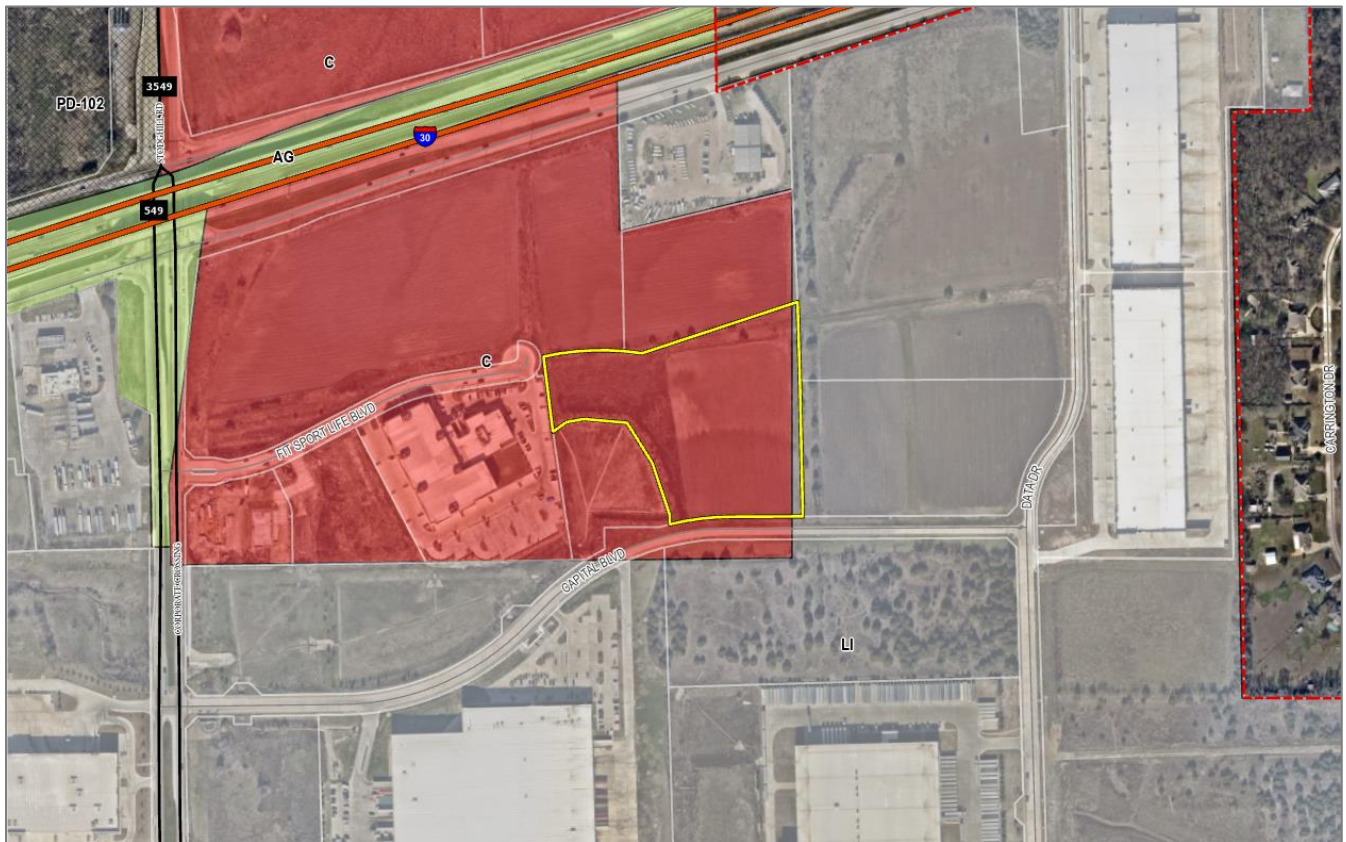 C
3549
PD-102
STODGHILL RD
30
AG
549
C
FIT SPORT LIFE BLVD
CARRINGTON DR
DATA DR
CAPITAL BLVD
CORPORATE CROSSING
LI